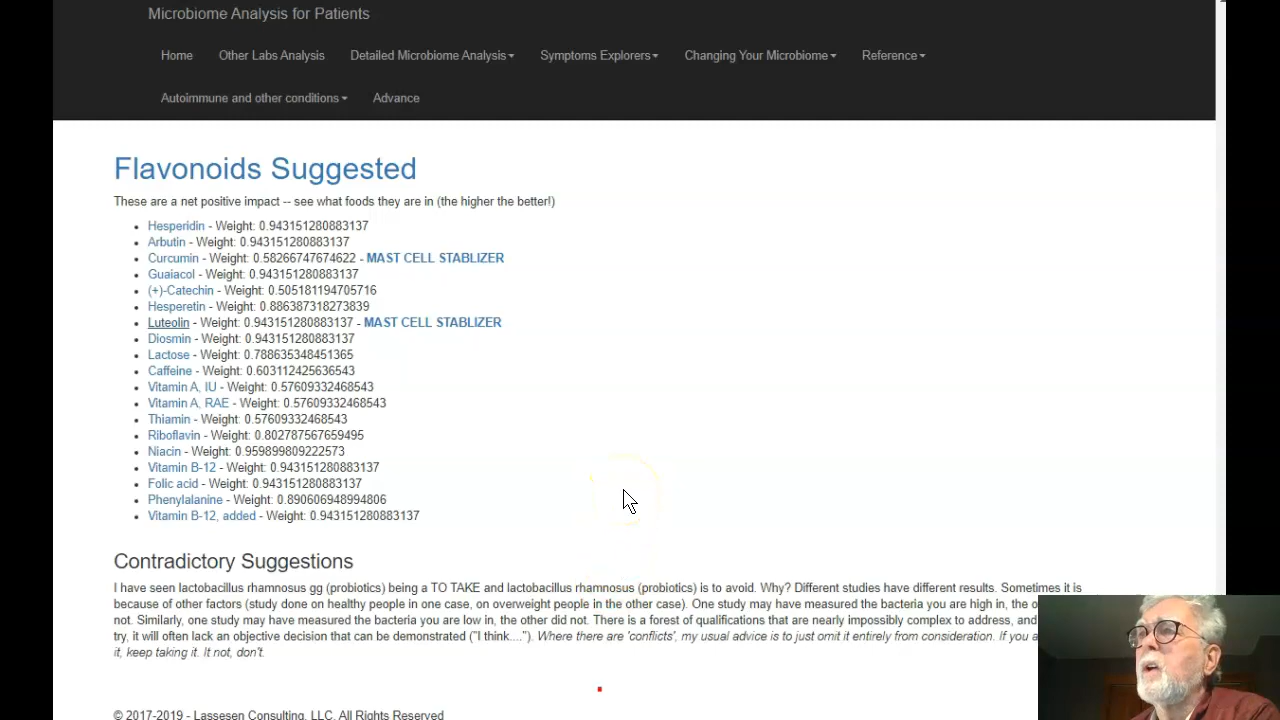 Microbiome Analysis for Patients
Home Other Labs Analysis Detailed Microbiome Analysis Symptoms Explorers Changing Your Microbiome Reference
Autoimmune and other conditions Advance
Flavonoids Suggested
These are a net positive impact -- see what foods they are in (the higher the better!)
Hesperidin - Weight: 0.943151280883137
Arbutin - Weight: 0.943151280883137
Curcumin - Weight: 0.58266747674622 - MAST CELL STABLIZER
Guaiacol - Weight: 0.943151280883137
(+)-Catechin - Weight: 0.505181194705716
Hesperetin - Weight: 0.886387318273839
Luteolin - Weight: 0.943151280883137 - MAST CELL STABLIZER
Diosmin - Weight: 0.943151280883137
Lactose - Weight: 0.788635348451365
Caffeine - Weight: 0.603112425636543
Vitamin A, IU - Weight: 0.57609332468543
Vitamin A, RAE - Weight: 0.57609332468543
Thiamin - Weight: 0.57609332468543
Riboflavin - Weight: 0.802787567659495
Niacin - Weight: 0.959899809222573
Vitamin B-12 - Weight: 0.943151280883137
Folic acid - Weight: 0.943151280883137
Phenylalanine - Weight: 0.890606948994806
Vitamin B-12, added - Weight: 0.943151280883137
Contradictory Suggestions
I have seen lactobacillus rhamnosus gg (probiotics) being a TO TAKE and lactobacillus rhamnosus (probiotics) is to avoid. Why? Different studies have different results. Sometimes it is
because of other factors (study done on healthy people in one case, on overweight people in the other case). One study may have measured the bacteria you are high in, the o
not. Similarly, one study may have measured the bacteria you are low in, the other did not. There is a forest of qualifications that are nearly impossibly complex to address, and
try, it will often lack an objective decision that can be demonstrated ("I think...."). Where there are 'conflicts', my usual advice is to just omit it entirely from consideration. If you a
it, keep taking it. It not, don't.
© 2017-2019 - Lassesen Consulting, LLC. All Rights Reserved